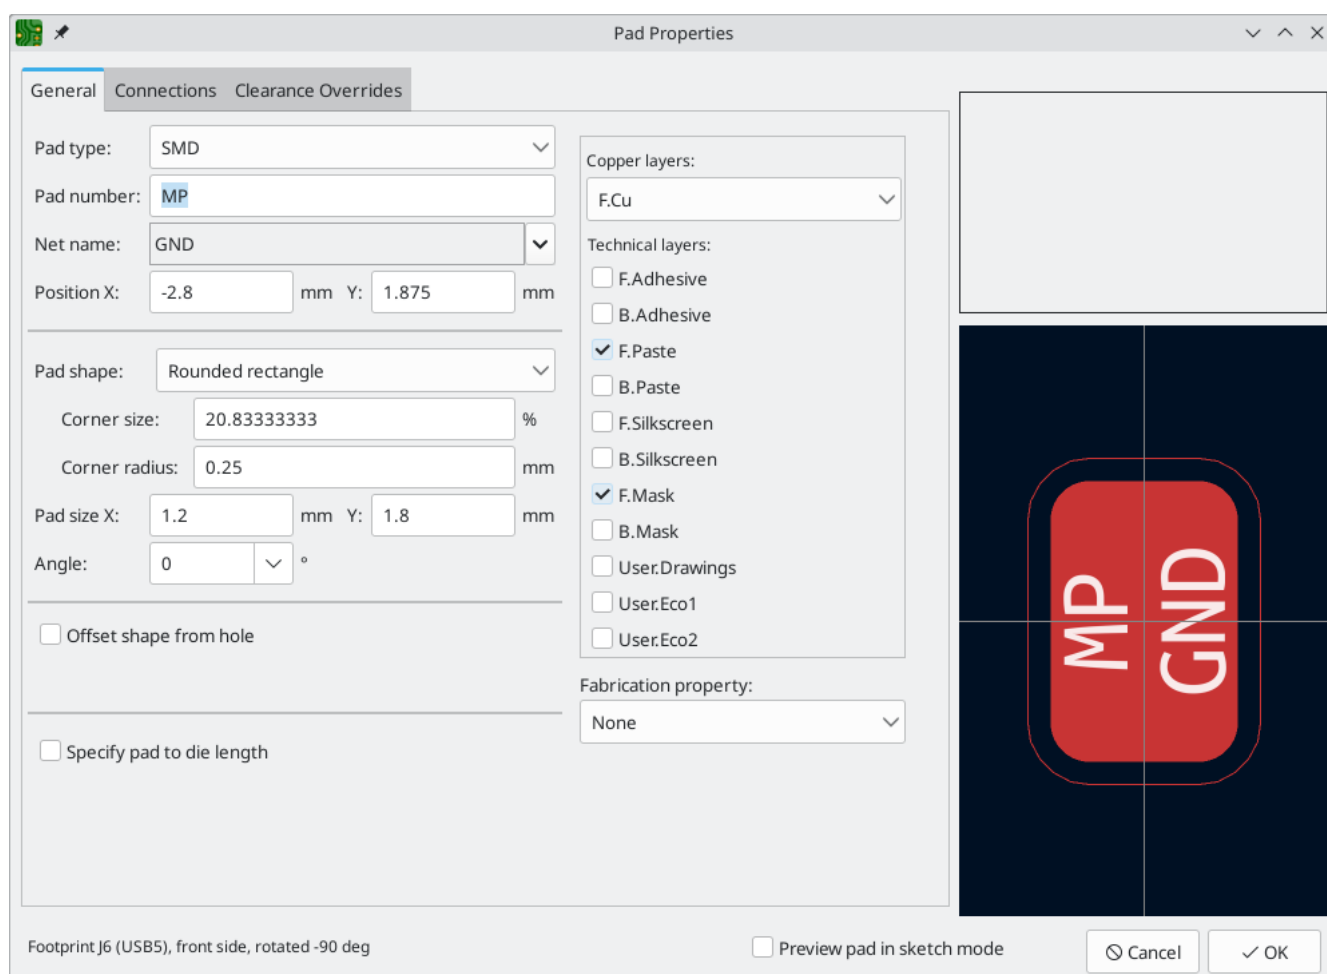 Pad Properties
General Connections Clearance Overrides
Pad type: SMD
Pad number: MP
Net name: GND
Position X: -2.8 mm Y: 1.875 mm
Pad shape: Rounded rectangle
Corner size: 20.83333333 %
Corner radius: 0.25 mm
Pad size X: 1.2 mm Y: 1.8 mm
Angle: 0 °
Offset shape from hole
Specify pad to die length
Copper layers:
F.Cu
Technical layers:
F.Adhesive
B.Adhesive
F.Paste
B.Paste
F.Silkscreen
B.Silkscreen
F.Mask
B.Mask
User.Drawings
User.Eco1
User.Eco2
Fabrication property:
None
MP
GND
Footprint J6 (USB5), front side, rotated -90 deg
Preview pad in sketch mode
Cancel
OK